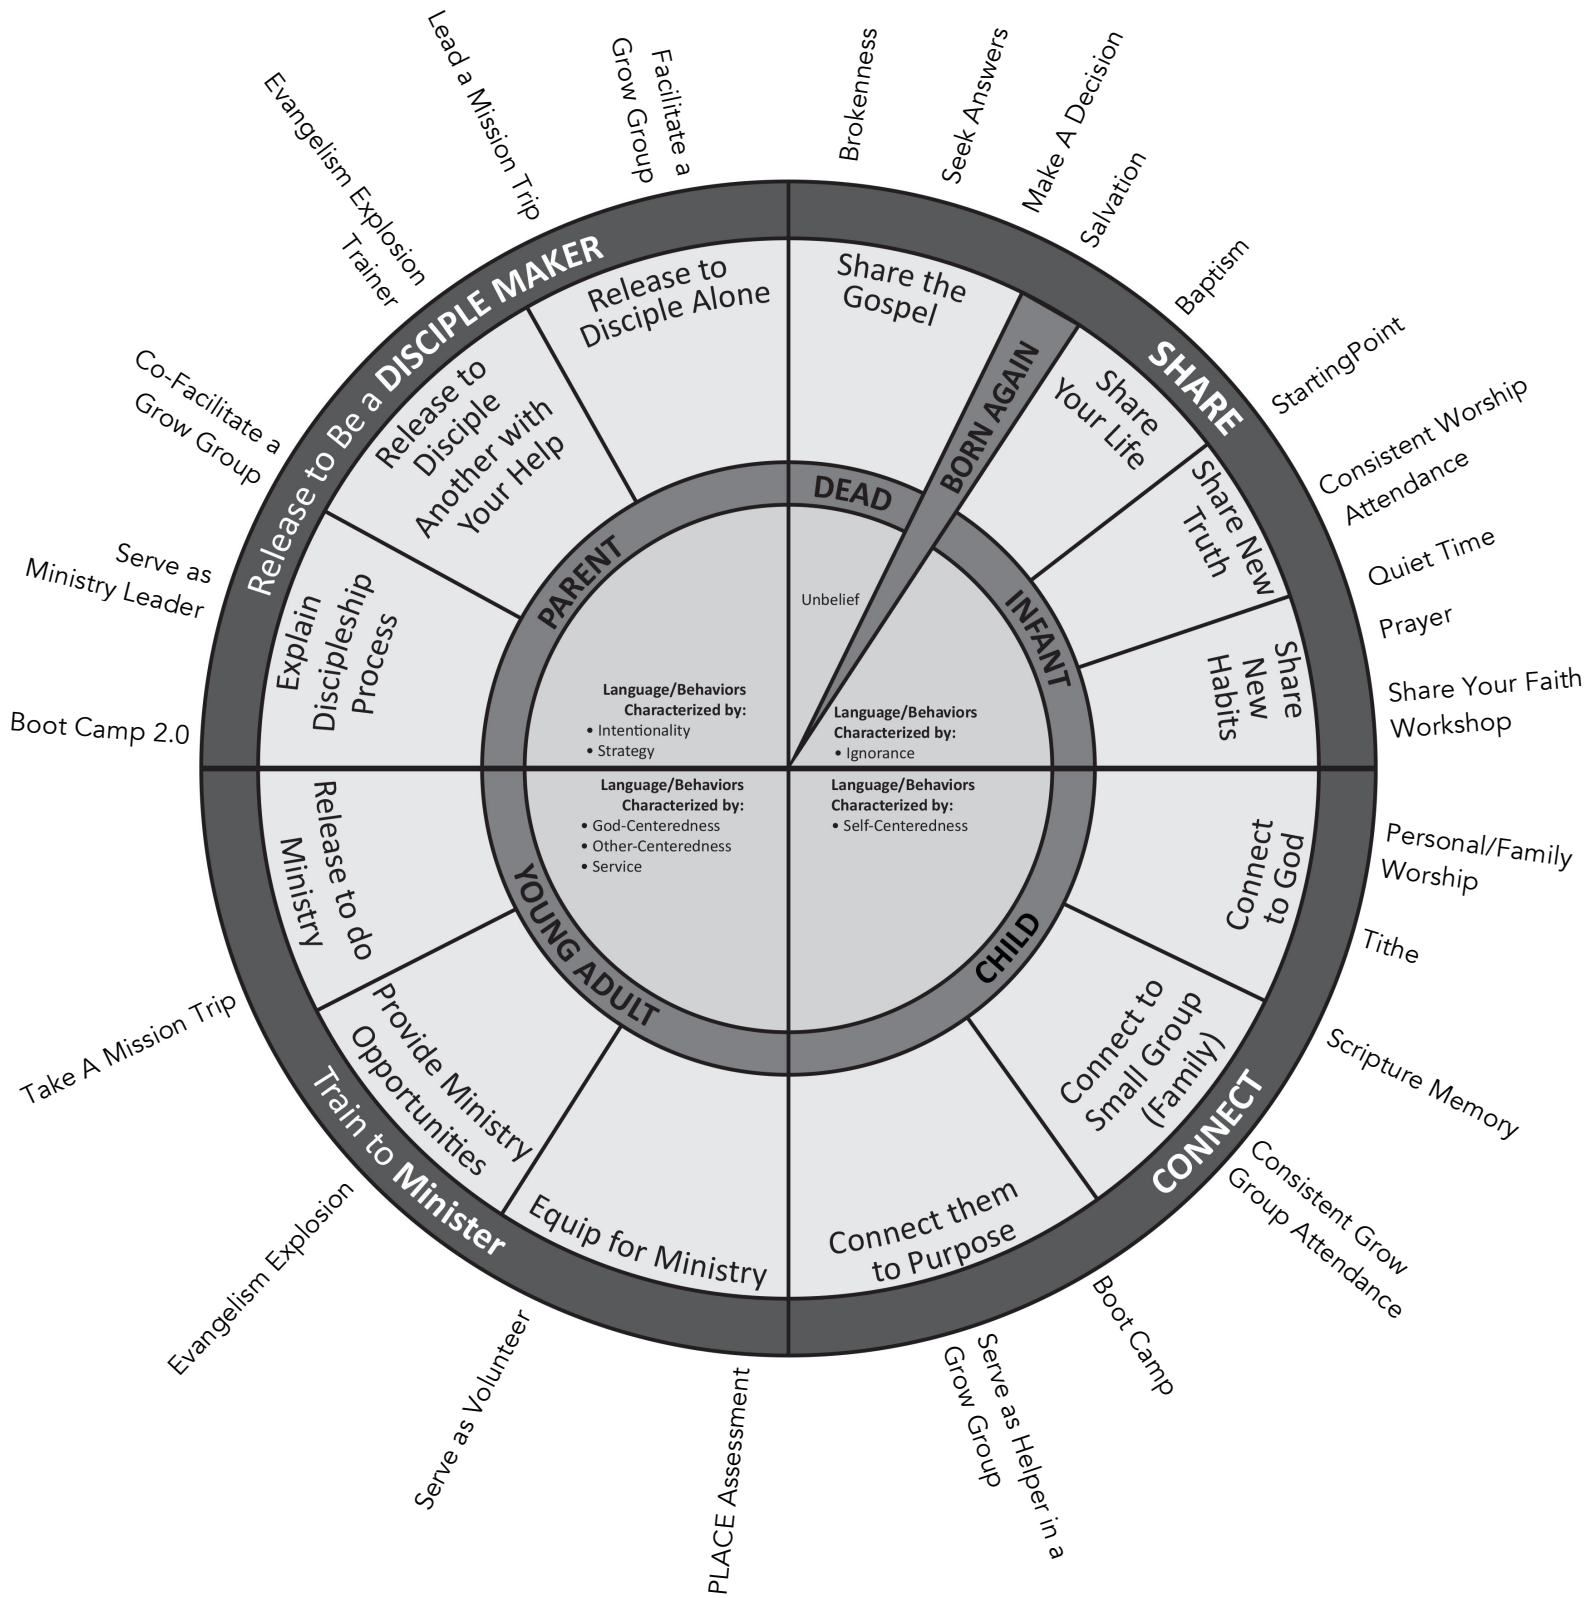 Brokenness
Seek Answers
Make A Decision
Salvation
Baptism
StartingPoint
Consistent Worship
Attendance
Quiet Time
Prayer
Share Your Faith
Workshop
Personal/Family
Worship
Tithe
Scripture Memory
Consistent Grow
Group Attendance
Boot Camp
Serve as Helper in a
Grow Group
PLACE Assessment
Serve as Volunteer
Evangelism Explosion
Take A Mission Trip
Boot Camp 2.0
Serve as
Ministry Leader
Co-Facilitate a
Grow Group
Evangelism Explosion
Trainer
Lead a Mission Trip
Facilitate a
Grow Group
SHARE
CONNECT
Train to Minister
Release to Be a DISCIPLE MAKER
Share the
Gospel
BORN AGAIN
Share
Your Life
Share New
Truth
Share
New
Habits
Connect
to God
Connect to
Small Group
(Family)
Connect them
to Purpose
Equip for Ministry
Provide Ministry
Opportunities
Release to do
Ministry
Explain
Discipleship
Process
Release to
Disciple
Another with
Your Help
Release to
Disciple Alone
DEAD
INFANT
CHILD
YOUNG ADULT
PARENT
Unbelief
Language/Behaviors
Characterized by:
• Ignorance
Language/Behaviors
Characterized by:
• Self-Centeredness
Language/Behaviors
Characterized by:
• God-Centeredness
• Other-Centeredness
• Service
Language/Behaviors
Characterized by:
• Intentionality
• Strategy